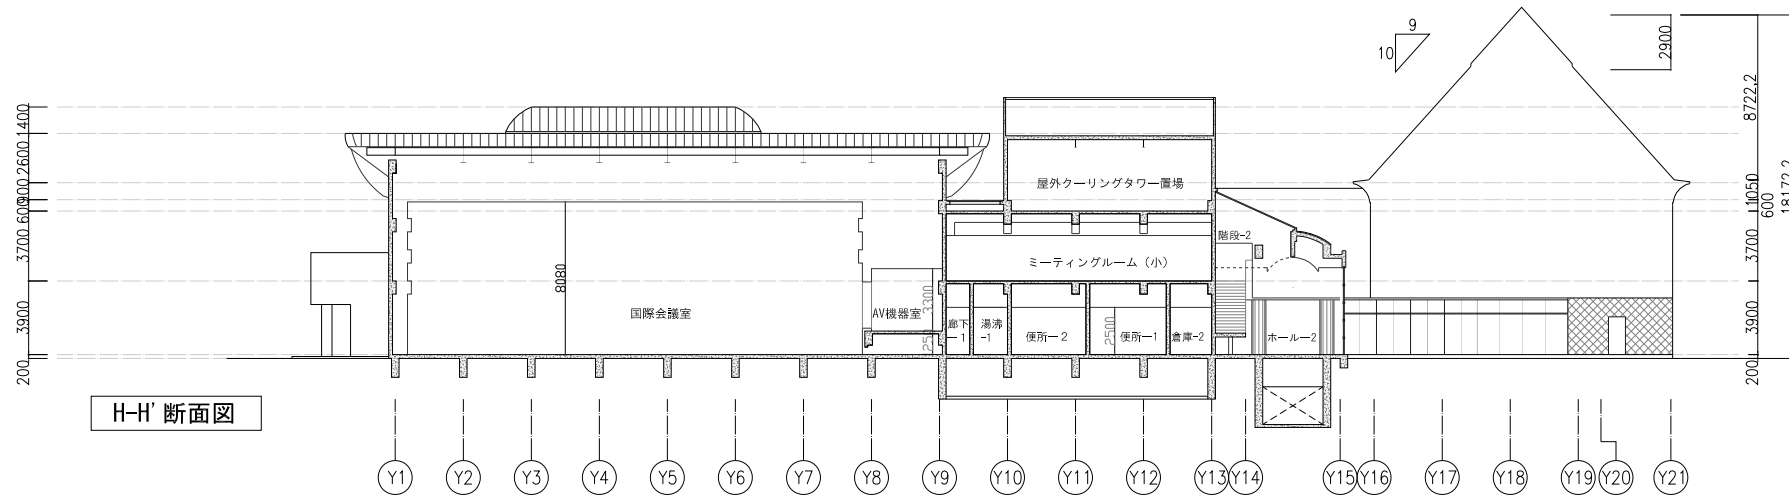 9
10
2900
8722,2
18172,2
1050
600
3700
3900
200
1400
2600
900
600
3700
3900
200
屋外クーリングタワー置場
階段-2
ミーティングルーム（小）
8080
国際会議室
AV機器室
3300
廊下
-1
湯沸
-1
便所-2
2500
便所-1
倉庫-2
ホール-2
H-H' 断面図
Y1
Y2
Y3
Y4
Y5
Y6
Y7
Y8
Y9
Y10
Y11
Y12
Y13
Y14
Y15
Y16
Y17
Y18
Y19
Y20
Y21